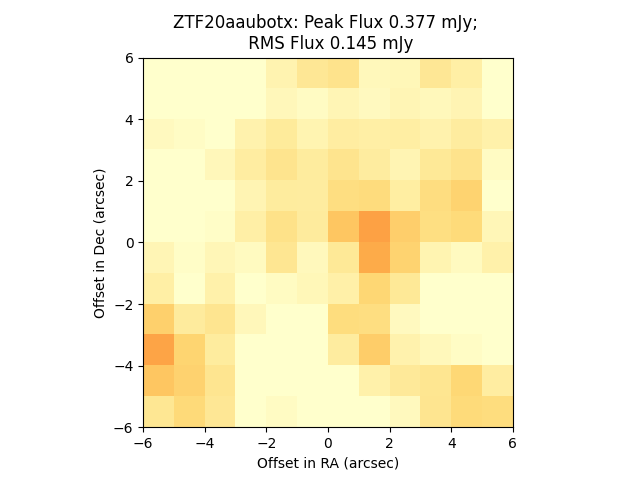 ZTF20aaubotx: Peak Flux 0.377 mJy;
RMS Flux 0.145 mJy
6
4
2
0
−2
−4
−6
Offset in Dec (arcsec)
−6 −4 −2 0 2 4 6
Offset in RA (arcsec)